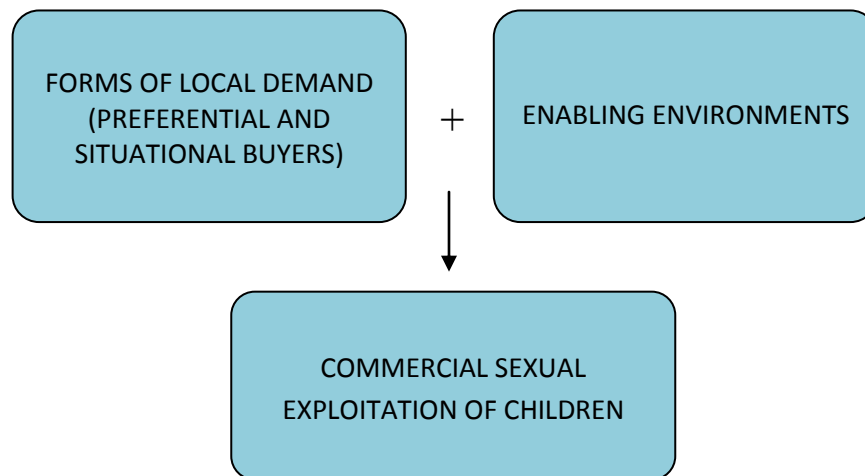 FORMS OF LOCAL DEMAND
(PREFERENTIAL AND
SITUATIONAL BUYERS)
+
ENABLING ENVIRONMENTS
COMMERCIAL SEXUAL
EXPLOITATION OF CHILDREN